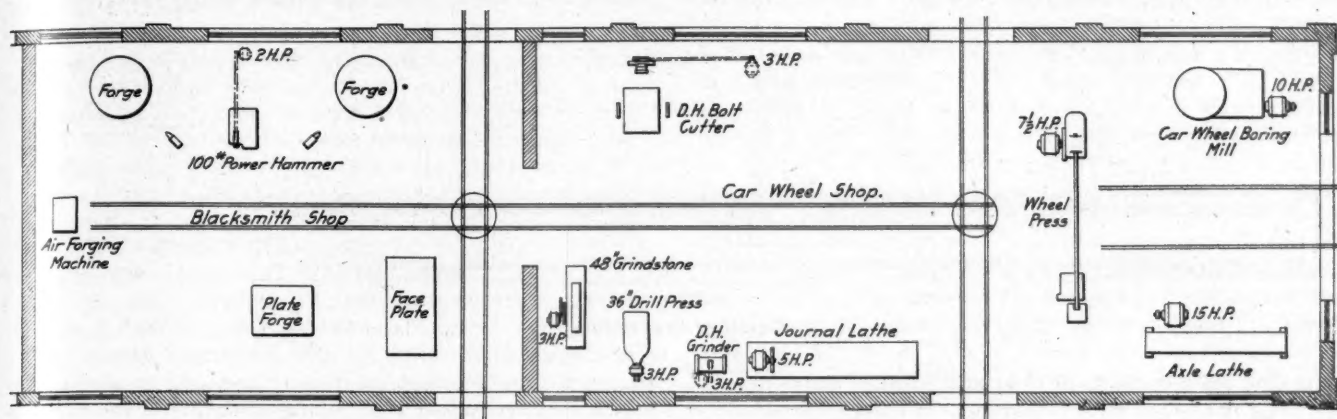 Forge
2 H.P.
Forge
100# Power Hammer
Blacksmith Shop
Air Forging
Machine
Plate
Forge
Face
Plate
3 H.P.
D.H. Bolt
Cutter
Car Wheel Shop.
48" Grindstone
3 H.P.
36" Drill Press
3 H.P.
D.H.
Grinder
3 H.P.
Journal Lathe
5 H.P.
7½ H.P.
Wheel
Press
10 H.P.
Car Wheel Boring
Mill
15 H.P.
Axle Lathe